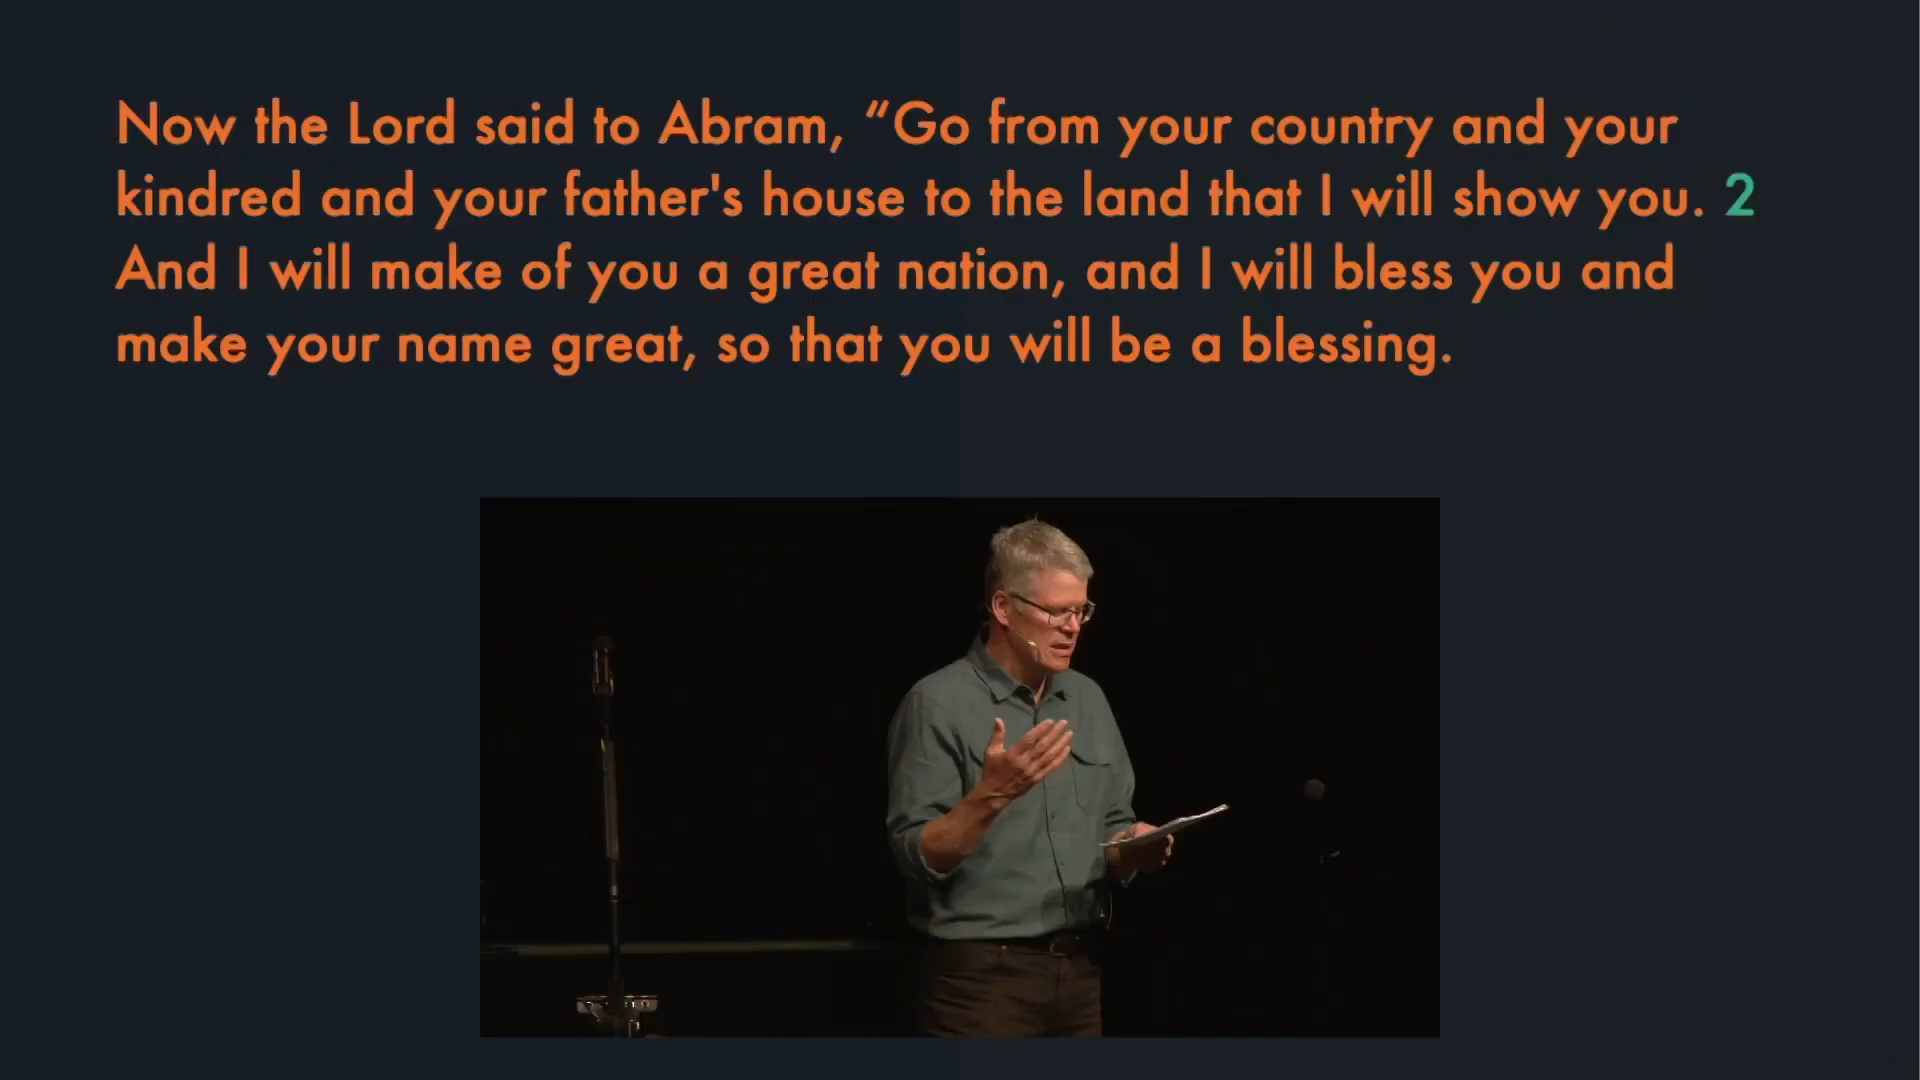 Now the Lord said to Abram, “Go from your country and your
kindred and your father's house to the land that I will show you. 2
And I will make of you a great nation, and I will bless you and
make your name great, so that you will be a blessing.